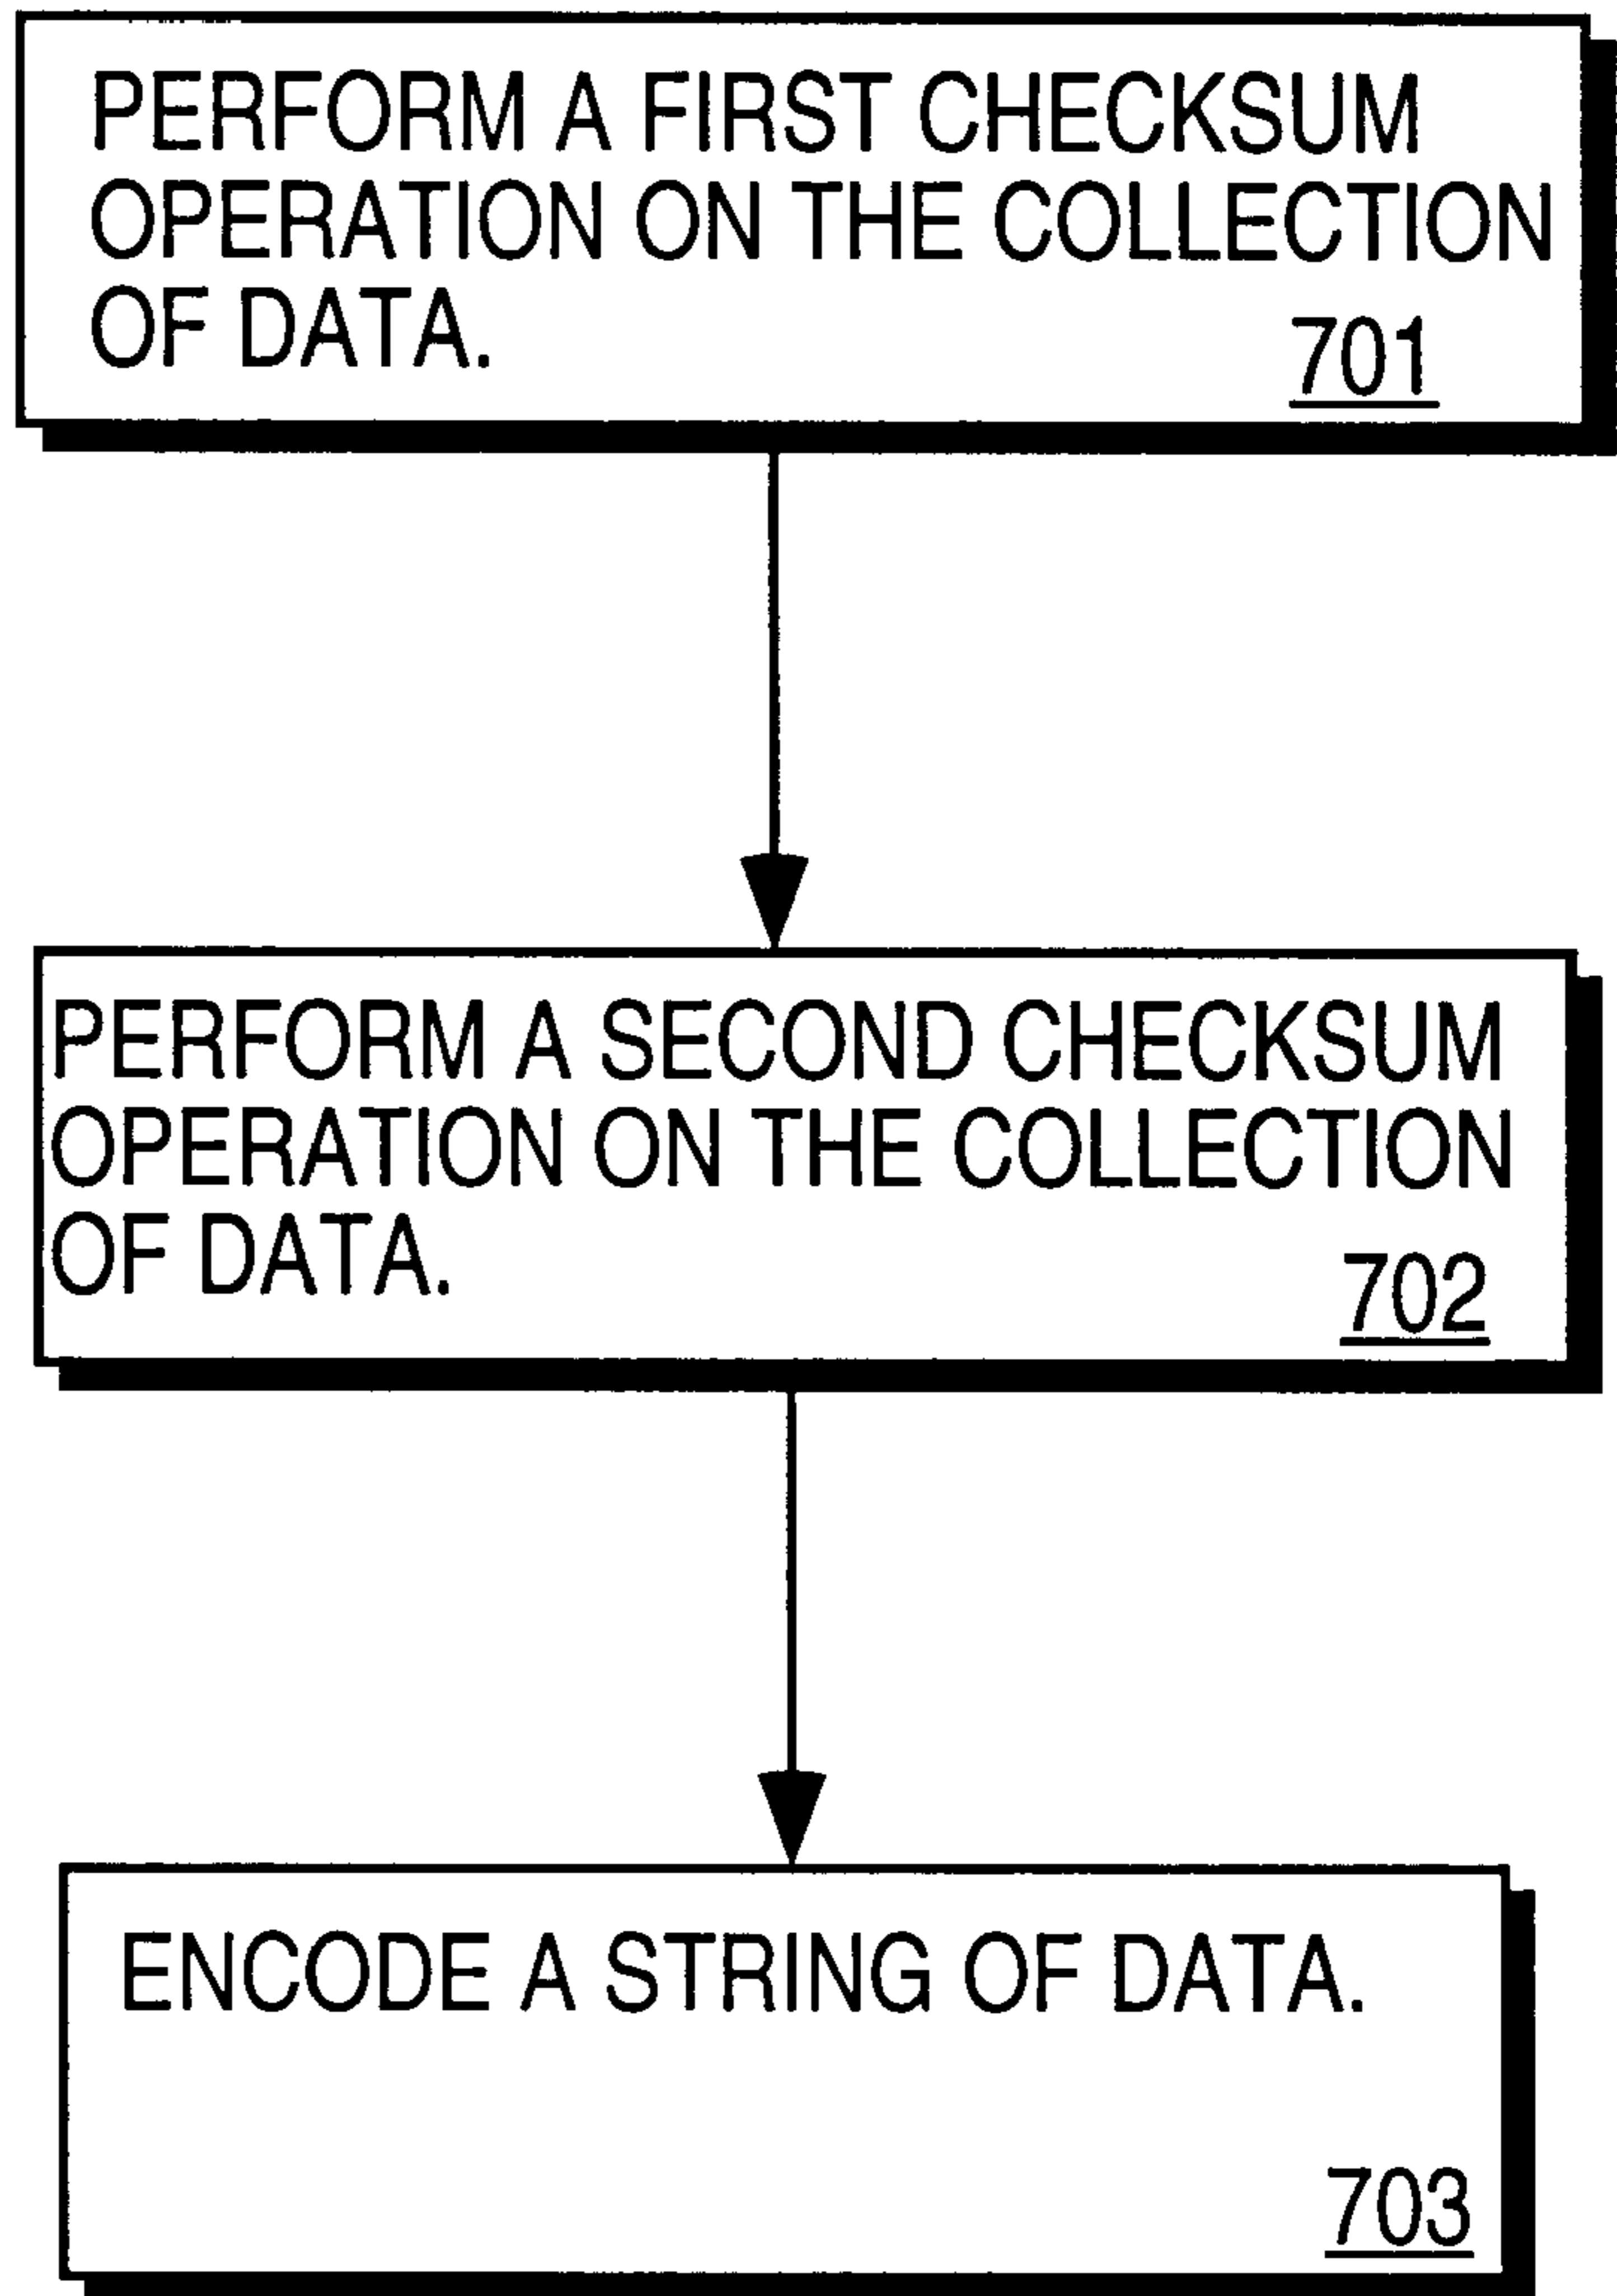 PERFORM A FIRST CHECKSUM
OPERATION ON THE COLLECTION
OF DATA.
701
PERFORM A SECOND CHECKSUM
OPERATION ON THE COLLECTION
OF DATA.
702
ENCODE A STRING OF DATA.
703